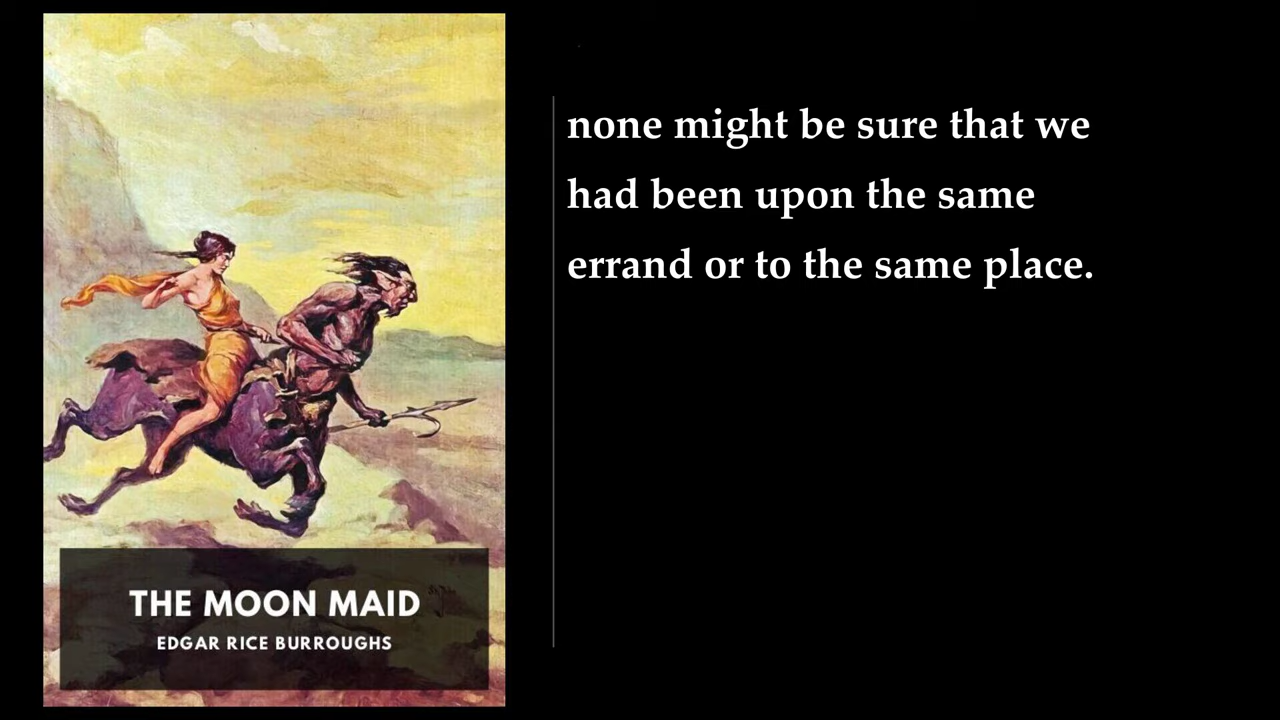 none might be sure that we
had been upon the same
errand or to the same place.
THE MOON MAID
EDGAR RICE BURROUGHS